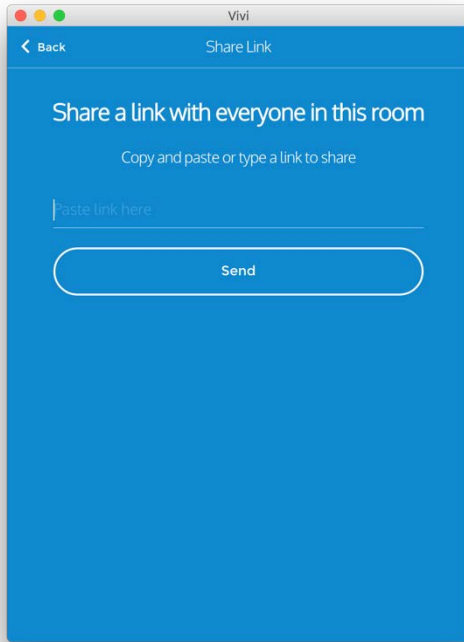 Vivi
Back
Share Link
Share a link with everyone in this room
Copy and paste or type a link to share
Paste link here
Send